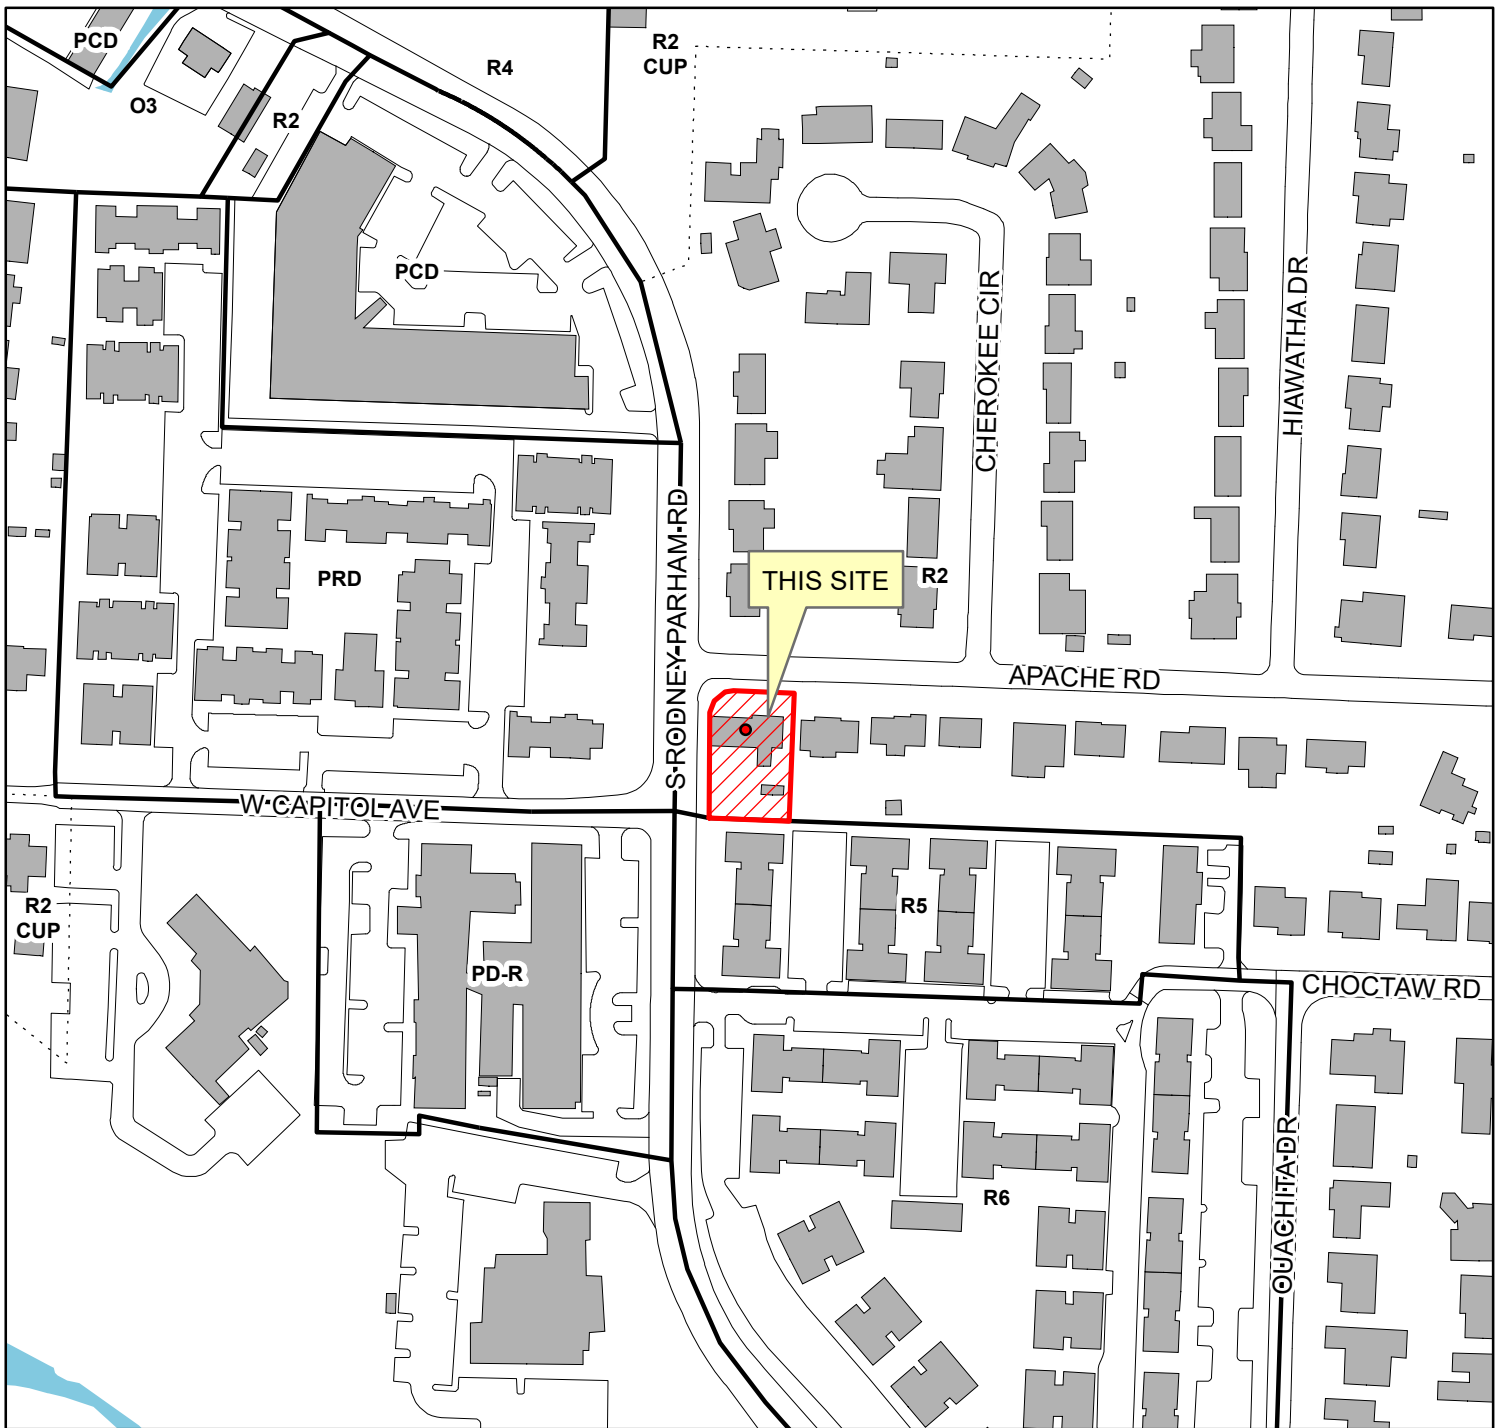 PCD
R4
R2
CUP
O3
R2
PCD
CHEROKEE CIR
HIAWATHA DR
S RODNEY PARHAM RD
PRD
THIS SITE
R2
APACHE RD
W CAPITOL AVE
R2
CUP
R5
PD-R
CHOCTAW RD
R6
OUACHITA DR